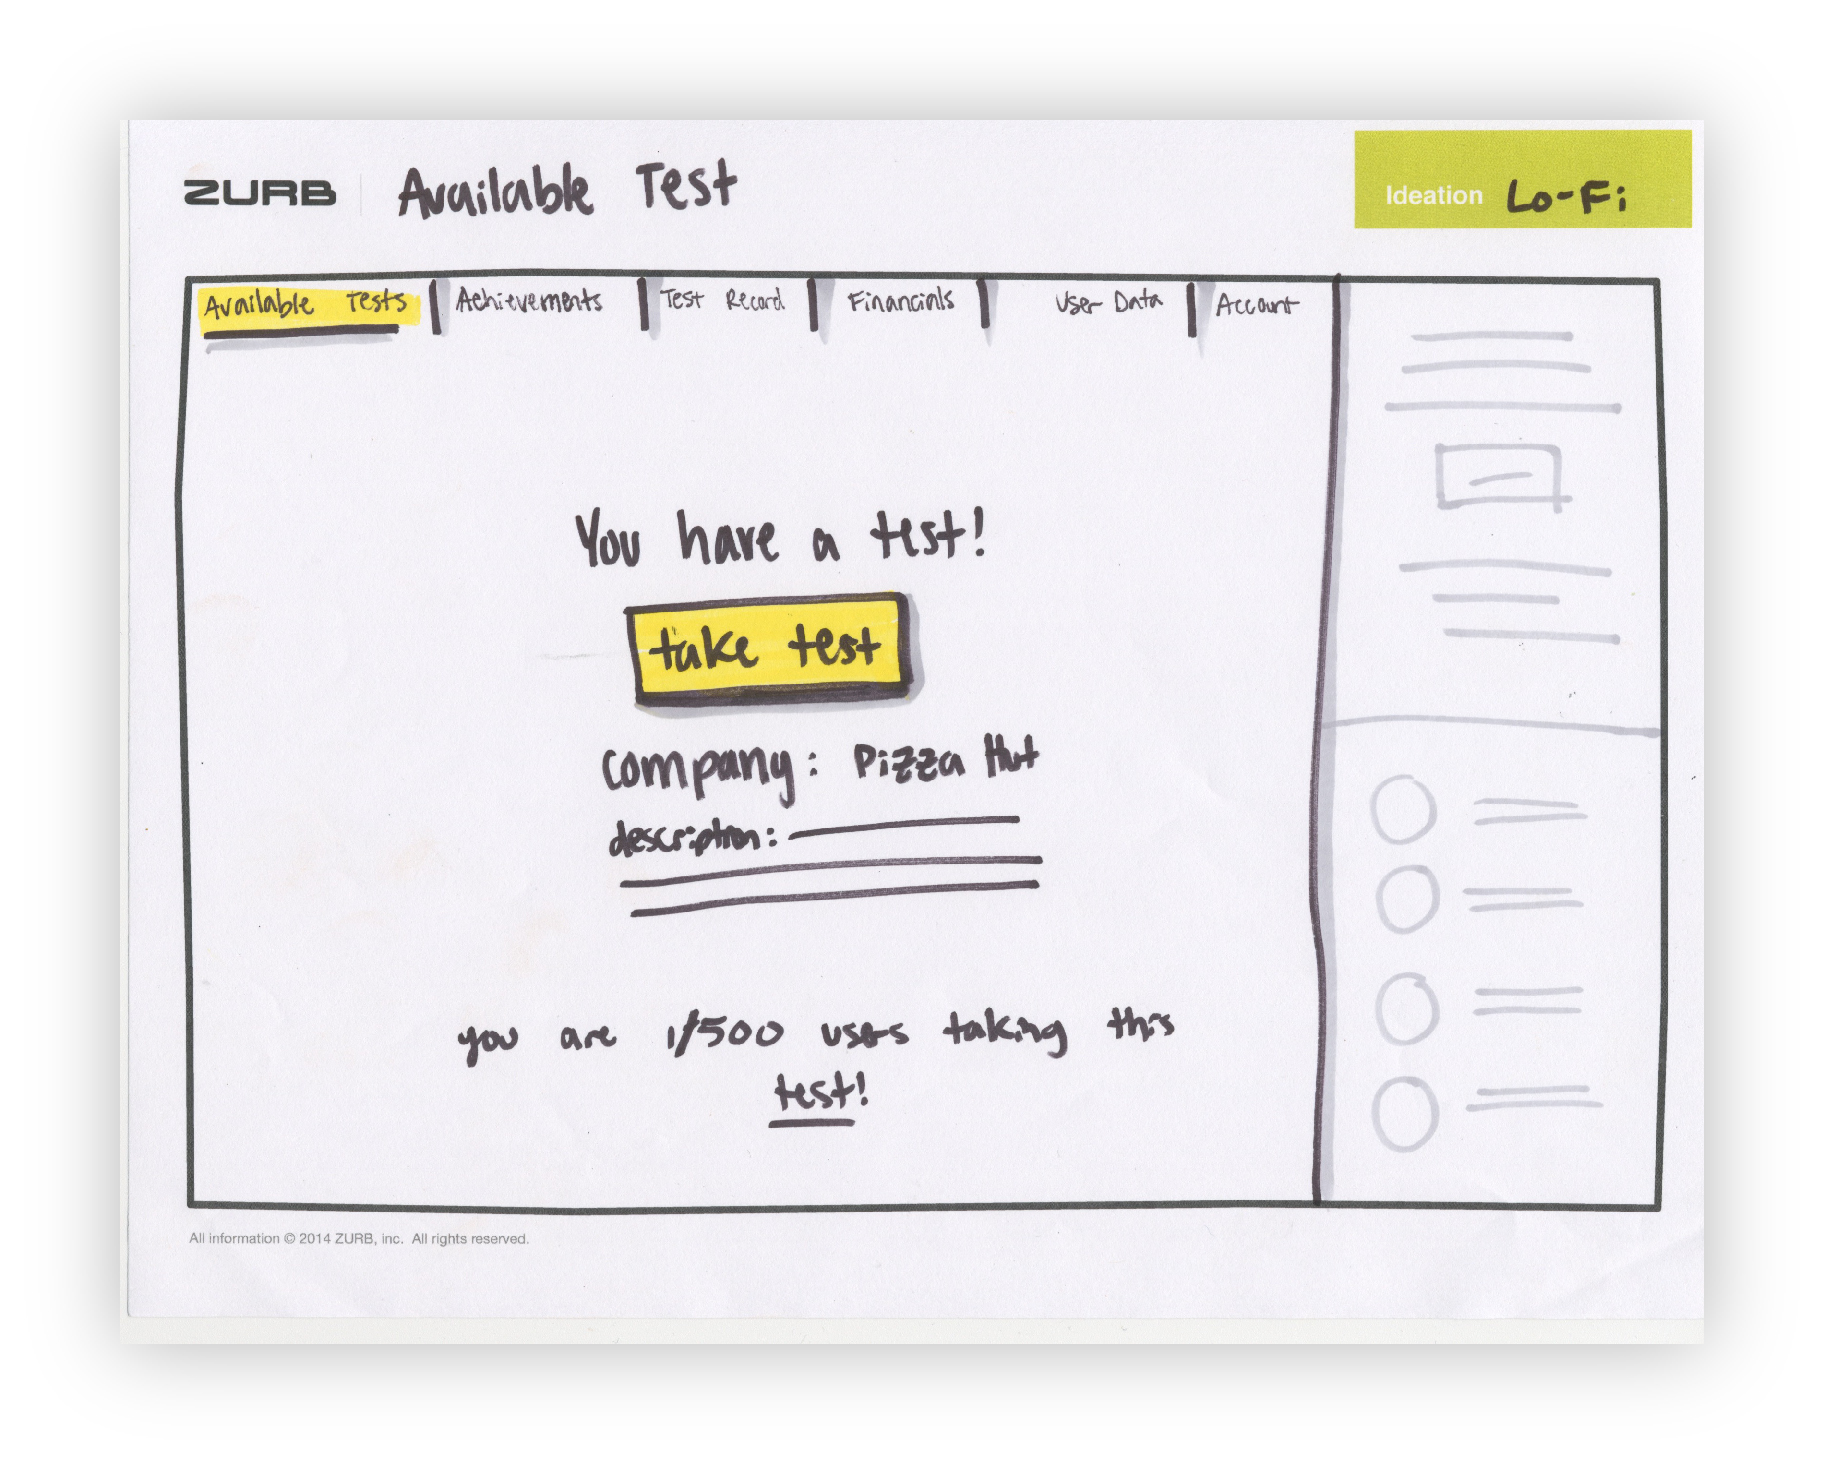 ZURB Available Test
Ideation Lo-Fi
Available Tests Achievements Test Record Financials User Data Account
You have a test!
take test
company: Pizza Hut
description:
you are 1/500 users taking this
test!
All information © 2014 ZURB, inc. All rights reserved.